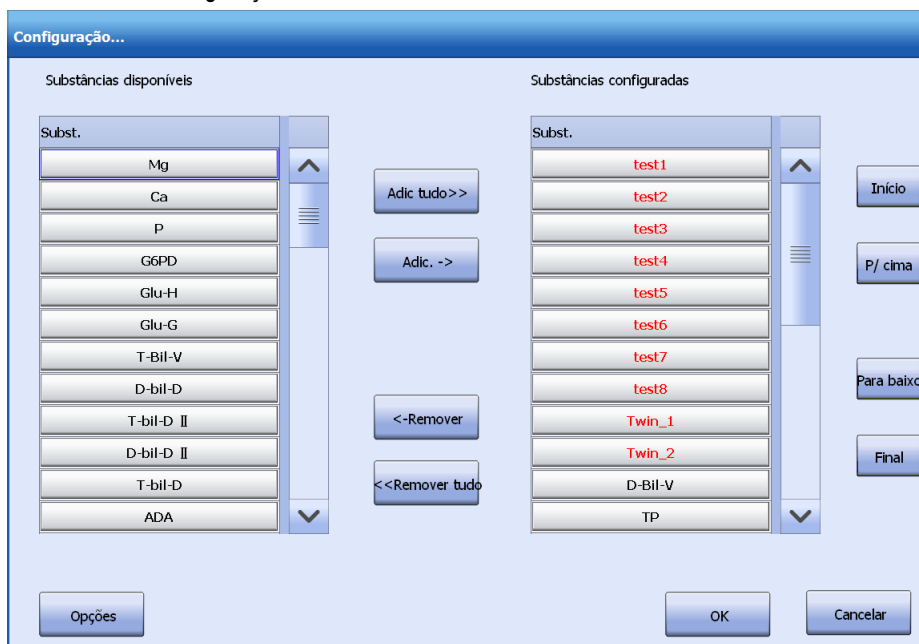 Configuração...
Substâncias disponíveis
Subst.
Mg
Ca
P
G6PD
Glu-H
Glu-G
T-Bil-V
D-bil-D
T-bil-D II
D-bil-D II
T-bil-D
ADA
Adic tudo>>
Adic. ->
<-Remover
<<Remover tudo
Substâncias configuradas
Subst.
test1
test2
test3
test4
test5
test6
test7
test8
Twin_1
Twin_2
D-Bil-V
TP
Início
P/ cima
Para baixo
Final
Opções
OK
Cancelar